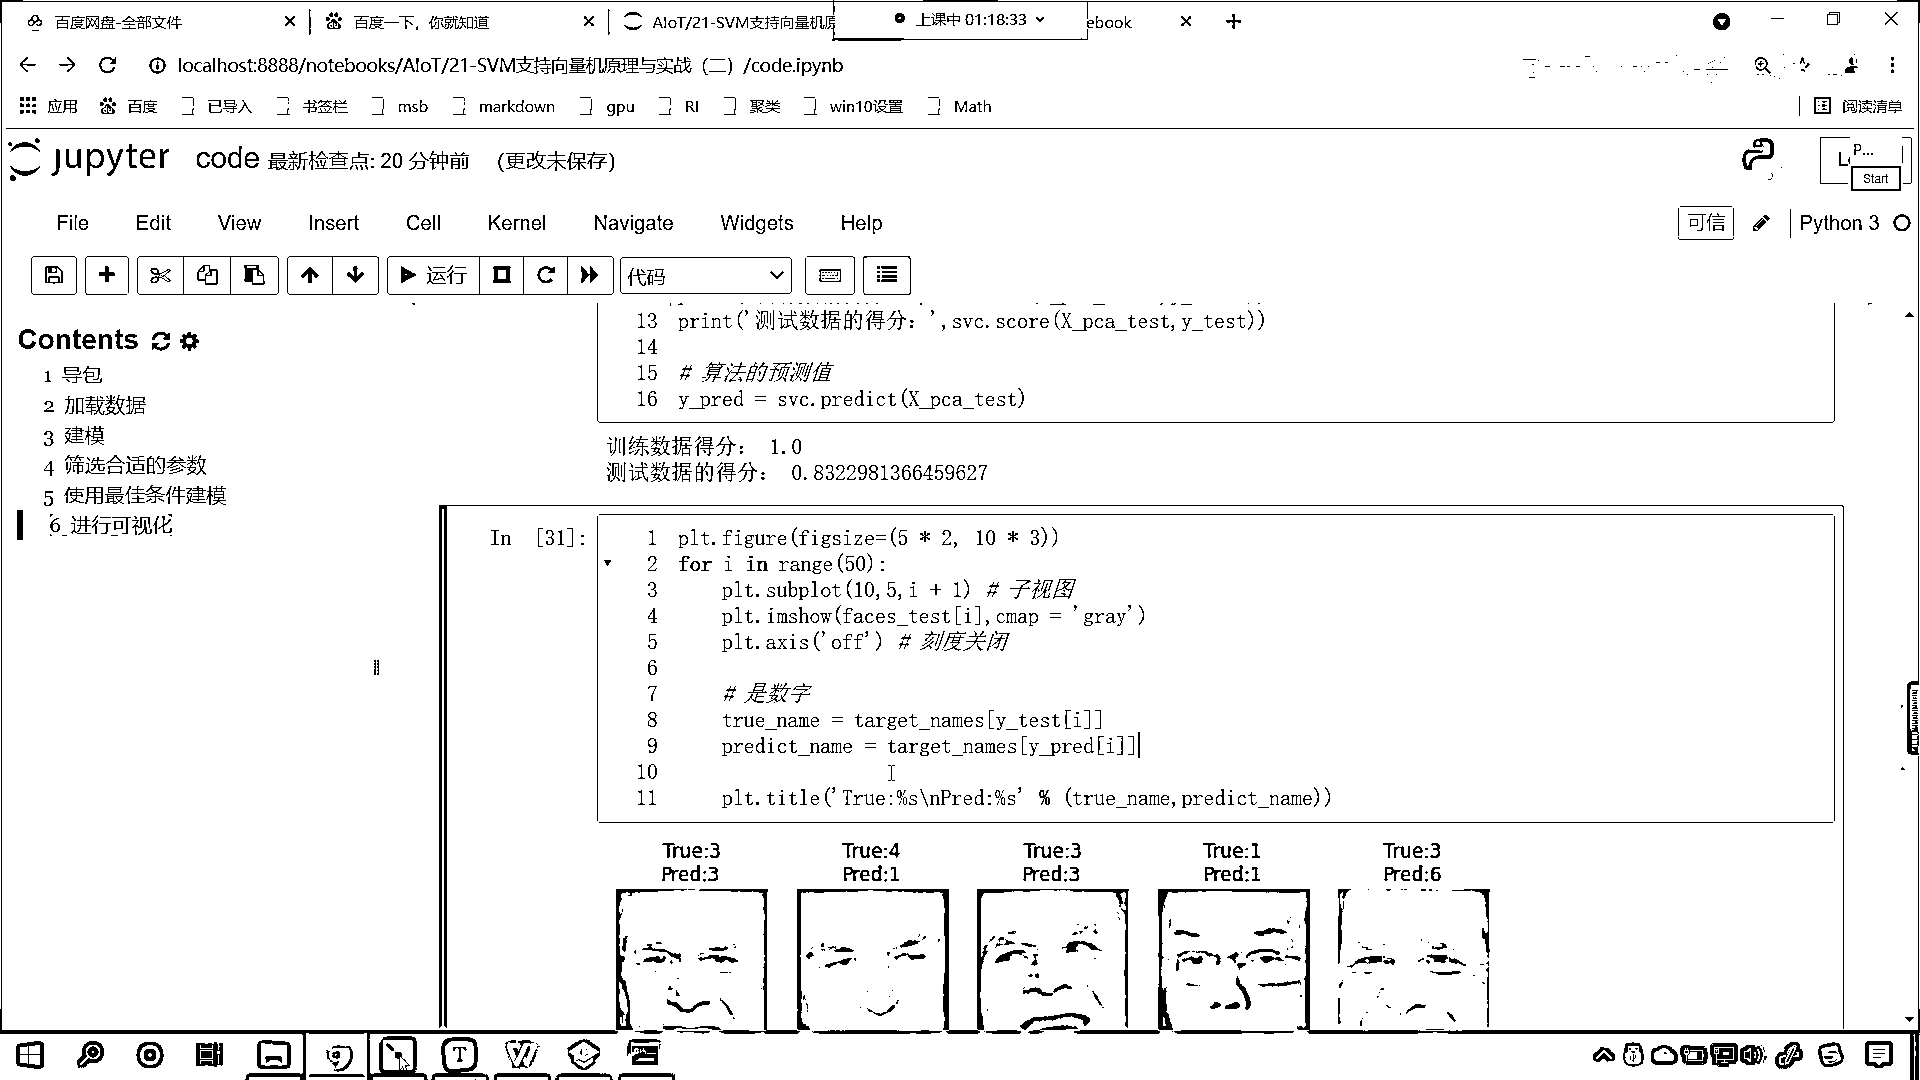 百度网盘-全部文件
百度一下，你就知道
AIoT/21-SVM支持向量机原
上课中 01:18:33
ebook
localhost:8888/notebooks/AIoT/21-SVM支持向量机原理与实战（二）/code.ipynb
应用
百度
已导入
书签栏
msb
markdown
gpu
RI
聚类
win10设置
Math
阅读清单
jupyter code 最新检查点: 20 分钟前 (更改未保存)
P...
Start
File Edit View Insert Cell Kernel Navigate Widgets Help
可信
Python 3
运行
代码
Contents
1 导包
2 加载数据
3 建模
4 筛选合适的参数
5 使用最佳条件建模
6 进行可视化
13 print('测试数据的得分：',svc.score(X_pca_test,y_test))
14
15 # 算法的预测值
16 y_pred = svc.predict(X_pca_test)
训练数据得分： 1.0
测试数据的得分： 0.8322981366459627
In [31]:
1 plt.figure(figsize=(5 * 2, 10 * 3))
2 for i in range(50):
3 plt.subplot(10,5,i + 1) # 子视图
4 plt.imshow(faces_test[i],cmap = 'gray')
5 plt.axis('off') # 刻度关闭
6
7 # 是数字
8 true_name = target_names[y_test[i]]
9 predict_name = target_names[y_pred[i]]
10
11 plt.title('True:%s\nPred:%s' % (true_name,predict_name))
True:3 True:4 True:3 True:1 True:3
Pred:3 Pred:1 Pred:3 Pred:1 Pred:6